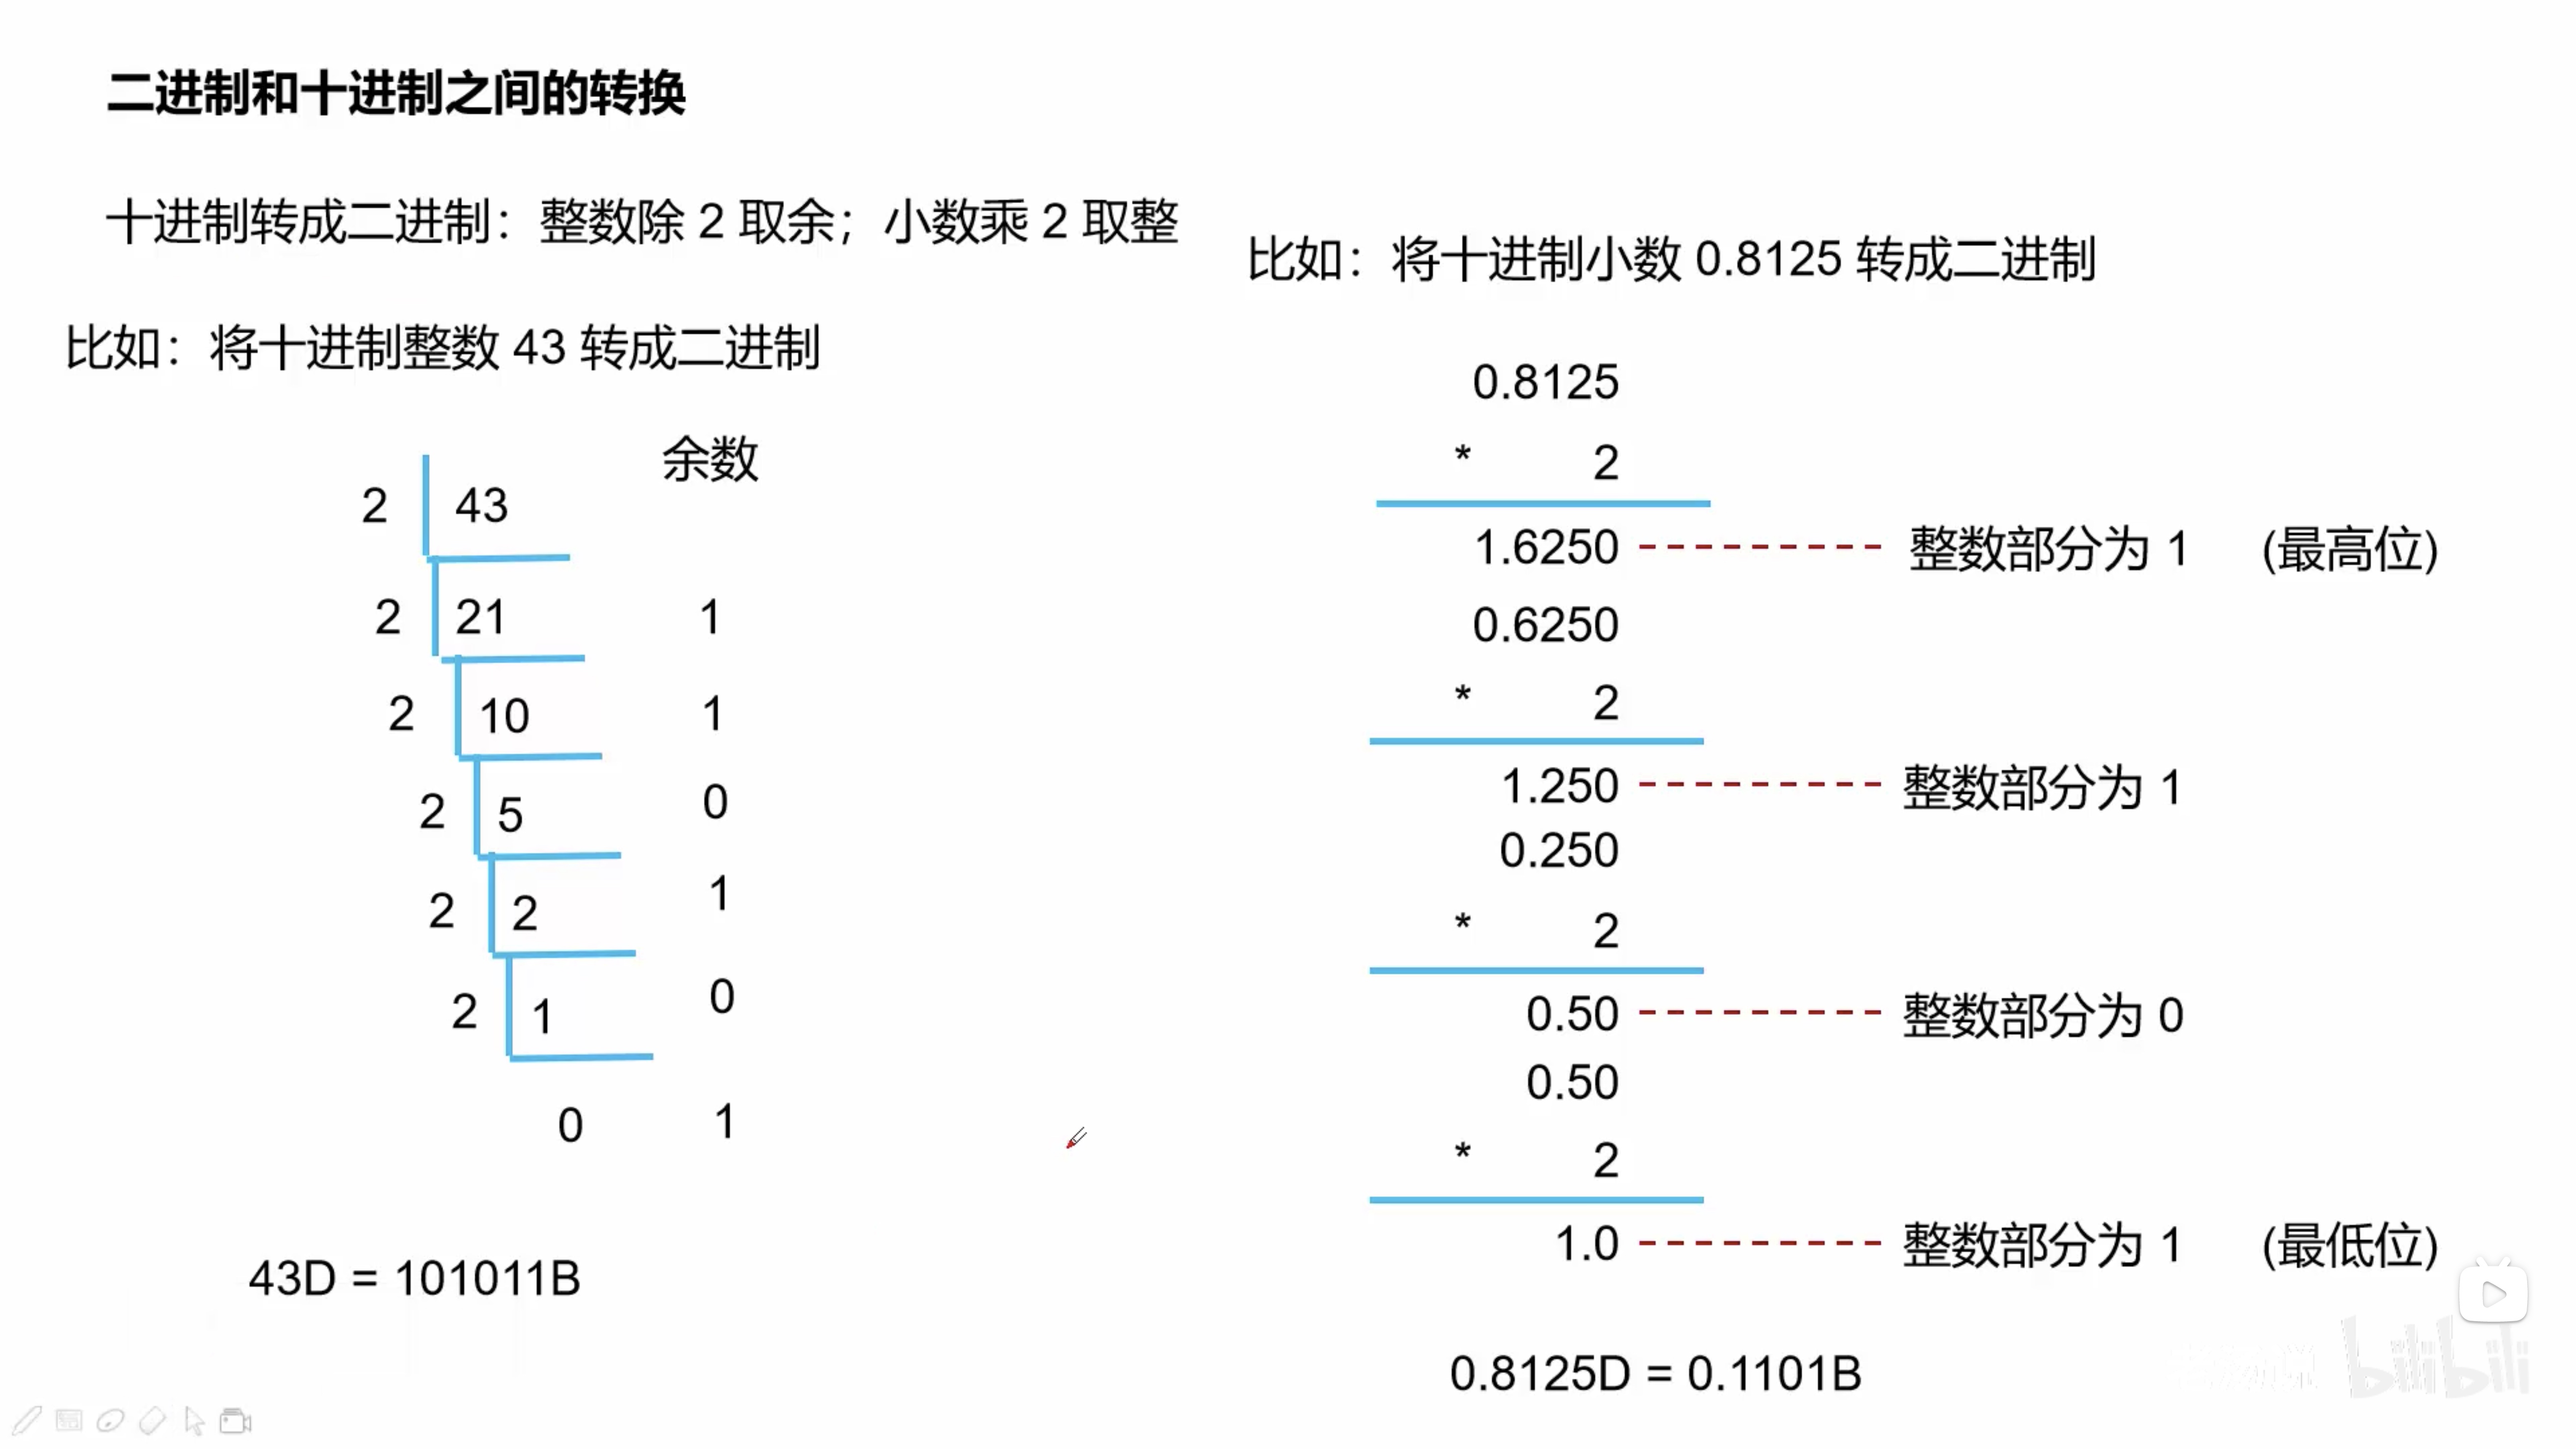 二进制和十进制之间的转换
十进制转成二进制：整数除 2 取余；小数乘 2 取整
比如：将十进制整数 43 转成二进制
余数
2 43
2 21 1
2 10 1
2 5 0
2 2 1
2 1 0
0 1
43D = 101011B
比如：将十进制小数 0.8125 转成二进制
0.8125
* 2
1.6250 整数部分为 1 (最高位)
0.6250
* 2
1.250 整数部分为 1
0.250
* 2
0.50 整数部分为 0
0.50
* 2
1.0 整数部分为 1 (最低位)
0.8125D = 0.1101B
bilibili